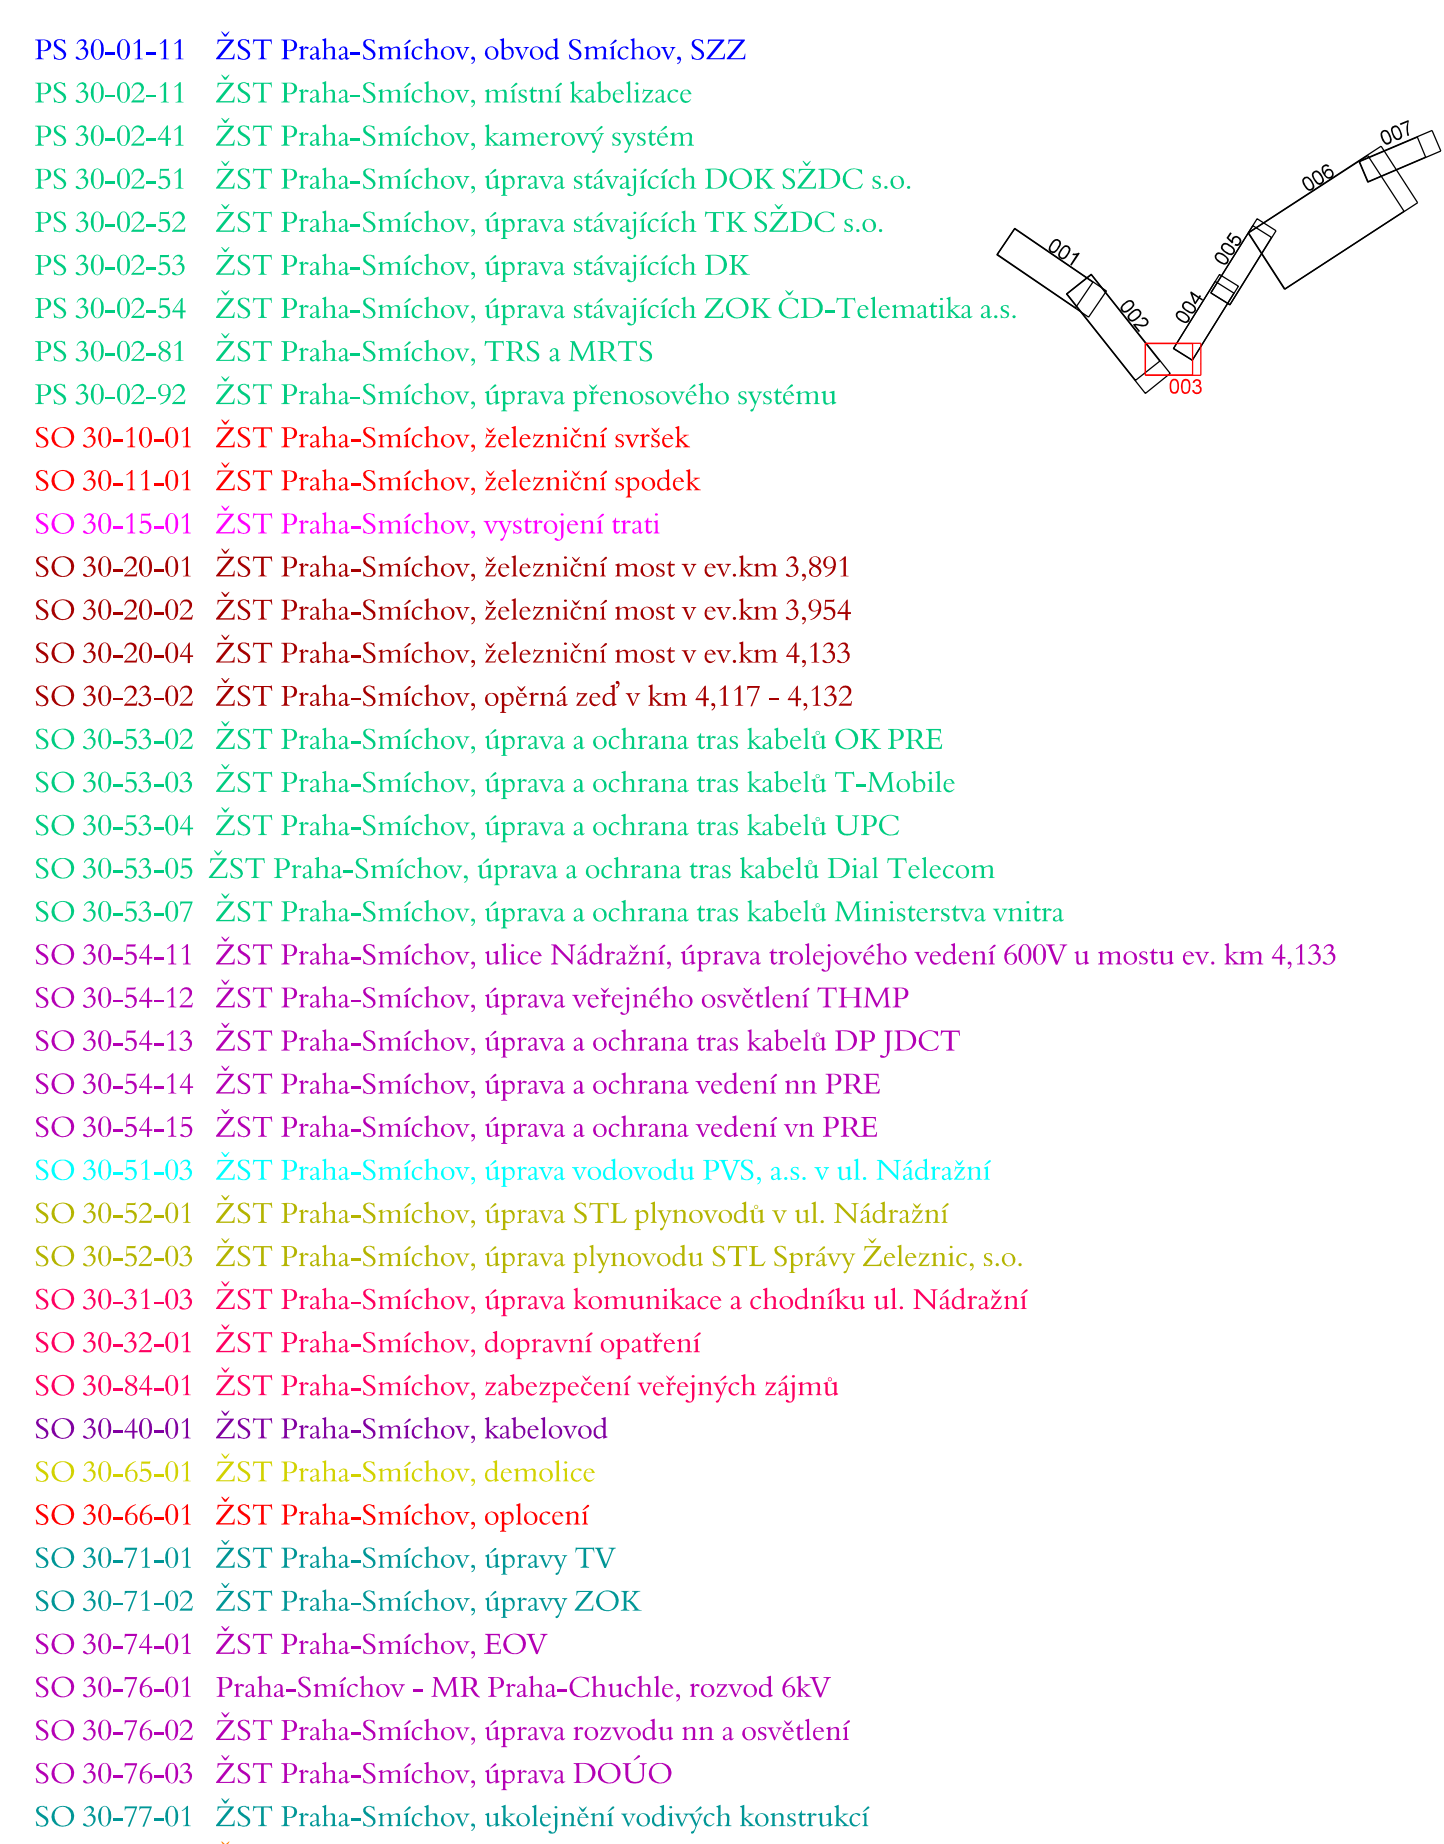 PS 30-01-11 ŽST Praha-Smíchov, obvod Smíchov, SZZ
PS 30-02-11 ŽST Praha-Smíchov, místní kabelizace
PS 30-02-41 ŽST Praha-Smíchov, kamerový systém
PS 30-02-51 ŽST Praha-Smíchov, úprava stávajících DOK SŽDC s.o.
PS 30-02-52 ŽST Praha-Smíchov, úprava stávajících TK SŽDC s.o.
PS 30-02-53 ŽST Praha-Smíchov, úprava stávajících DK
PS 30-02-54 ŽST Praha-Smíchov, úprava stávajících ZOK ČD-Telematika a.s.
PS 30-02-81 ŽST Praha-Smíchov, TRS a MRTS
PS 30-02-92 ŽST Praha-Smíchov, úprava přenosového systému
SO 30-10-01 ŽST Praha-Smíchov, železniční svršek
SO 30-11-01 ŽST Praha-Smíchov, železniční spodek
SO 30-15-01 ŽST Praha-Smíchov, vystrojení trati
SO 30-20-01 ŽST Praha-Smíchov, železniční most v ev.km 3,891
SO 30-20-02 ŽST Praha-Smíchov, železniční most v ev.km 3,954
SO 30-20-04 ŽST Praha-Smíchov, železniční most v ev.km 4,133
SO 30-23-02 ŽST Praha-Smíchov, opěrná zeď v km 4,117 - 4,132
SO 30-53-02 ŽST Praha-Smíchov, úprava a ochrana tras kabelů OK PRE
SO 30-53-03 ŽST Praha-Smíchov, úprava a ochrana tras kabelů T-Mobile
SO 30-53-04 ŽST Praha-Smíchov, úprava a ochrana tras kabelů UPC
SO 30-53-05 ŽST Praha-Smíchov, úprava a ochrana tras kabelů Dial Telecom
SO 30-53-07 ŽST Praha-Smíchov, úprava a ochrana tras kabelů Ministerstva vnitra
SO 30-54-11 ŽST Praha-Smíchov, ulice Nádražní, úprava trolejového vedení 600V u mostu ev. km 4,133
SO 30-54-12 ŽST Praha-Smíchov, úprava veřejného osvětlení THMP
SO 30-54-13 ŽST Praha-Smíchov, úprava a ochrana tras kabelů DP JDCT
SO 30-54-14 ŽST Praha-Smíchov, úprava a ochrana vedení nn PRE
SO 30-54-15 ŽST Praha-Smíchov, úprava a ochrana vedení vn PRE
SO 30-51-03 ŽST Praha-Smíchov, úprava vodovodu PVS, a.s. v ul. Nádražní
SO 30-52-01 ŽST Praha-Smíchov, úprava STL plynovodů v ul. Nádražní
SO 30-52-03 ŽST Praha-Smíchov, úprava plynovodu STL Správy Železnic, s.o.
SO 30-31-03 ŽST Praha-Smíchov, úprava komunikace a chodníku ul. Nádražní
SO 30-32-01 ŽST Praha-Smíchov, dopravní opatření
SO 30-84-01 ŽST Praha-Smíchov, zabezpečení veřejných zájmů
SO 30-40-01 ŽST Praha-Smíchov, kabelovod
SO 30-65-01 ŽST Praha-Smíchov, demolice
SO 30-66-01 ŽST Praha-Smíchov, oplocení
SO 30-71-01 ŽST Praha-Smíchov, úpravy TV
SO 30-71-02 ŽST Praha-Smíchov, úpravy ZOK
SO 30-74-01 ŽST Praha-Smíchov, EOV
SO 30-76-01 Praha-Smíchov - MR Praha-Chuchle, rozvod 6kV
SO 30-76-02 ŽST Praha-Smíchov, úprava rozvodu nn a osvětlení
SO 30-76-03 ŽST Praha-Smíchov, úprava DOÚO
SO 30-77-01 ŽST Praha-Smíchov, ukolejnění vodivých konstrukcí
001
002
003
004
005
006
007